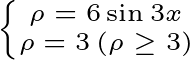 ρ = 6 sin 3x
ρ = 3 (ρ ≥ 3)